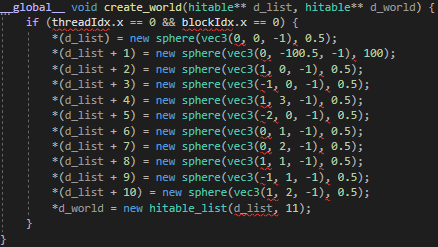 __global__ void create_world(hitable** d_list, hitable** d_world) {
if (threadIdx.x == 0 && blockIdx.x == 0) {
*(d_list) = new sphere(vec3(0, 0, -1), 0.5);
*(d_list + 1) = new sphere(vec3(0, -100.5, -1), 100);
*(d_list + 2) = new sphere(vec3(1, 0, -1), 0.5);
*(d_list + 3) = new sphere(vec3(-1, 0, -1), 0.5);
*(d_list + 4) = new sphere(vec3(1, 3, -1), 0.5);
*(d_list + 5) = new sphere(vec3(-2, 0, -1), 0.5);
*(d_list + 6) = new sphere(vec3(0, 1, -1), 0.5);
*(d_list + 7) = new sphere(vec3(0, 2, -1), 0.5);
*(d_list + 8) = new sphere(vec3(1, 1, -1), 0.5);
*(d_list + 9) = new sphere(vec3(-1, 1, -1), 0.5);
*(d_list + 10) = new sphere(vec3(1, 2, -1), 0.5);
*d_world = new hitable_list(d_list, 11);
}
}